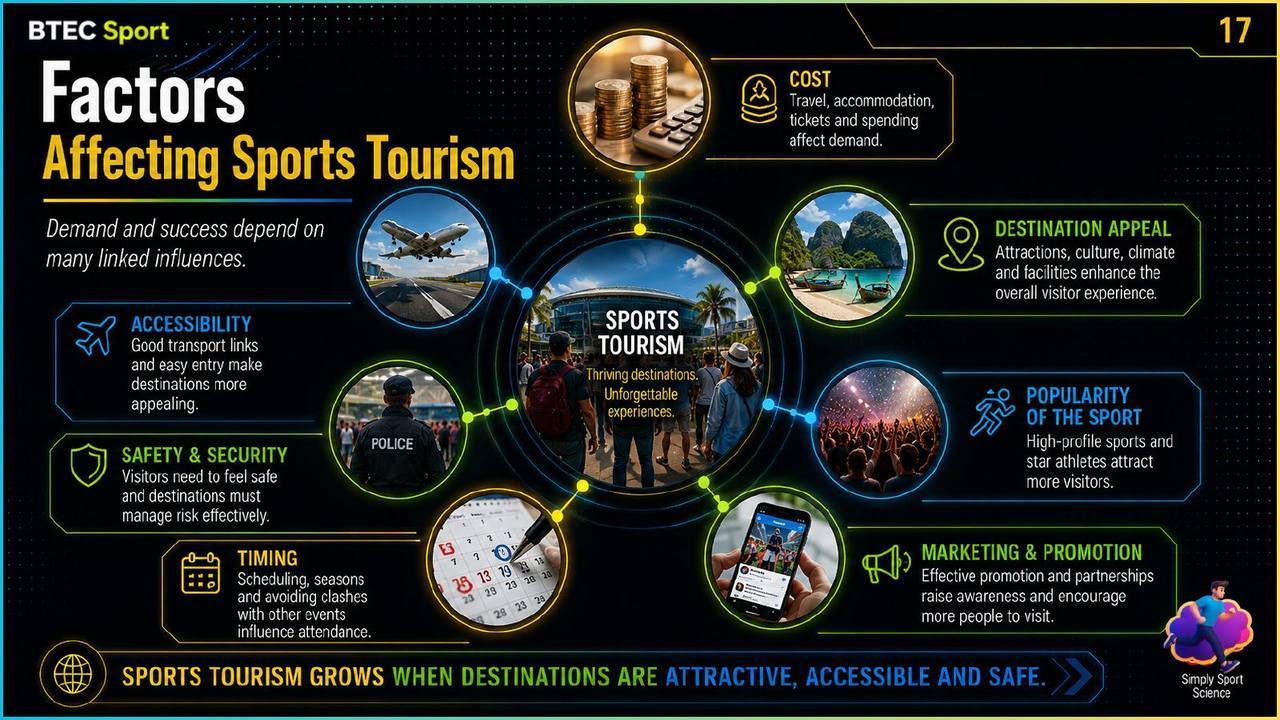 BTEC Sport
17
Factors
Affecting Sports Tourism
Demand and success depend on
many linked influences.
COST
Travel, accommodation,
tickets and spending
affect demand.
DESTINATION APPEAL
Attractions, culture, climate
and facilities enhance the
overall visitor experience.
ACCESSIBILITY
Good transport links
and easy entry make
destinations more
appealing.
SPORTS
TOURISM
Thriving destinations.
Unforgettable
experiences.
POPULARITY
OF THE SPORT
High-profile sports and
star athletes attract
more visitors.
POLICE
SAFETY & SECURITY
Visitors need to feel safe
and destinations must
manage risk effectively.
TIMING
Scheduling, seasons
and avoiding clashes
with other events
influence attendance.
MARKETING & PROMOTION
Effective promotion and partnerships
raise awareness and encourage
more people to visit.
SPORTS TOURISM GROWS WHEN DESTINATIONS ARE ATTRACTIVE, ACCESSIBLE AND SAFE.
Simply Sport
Science